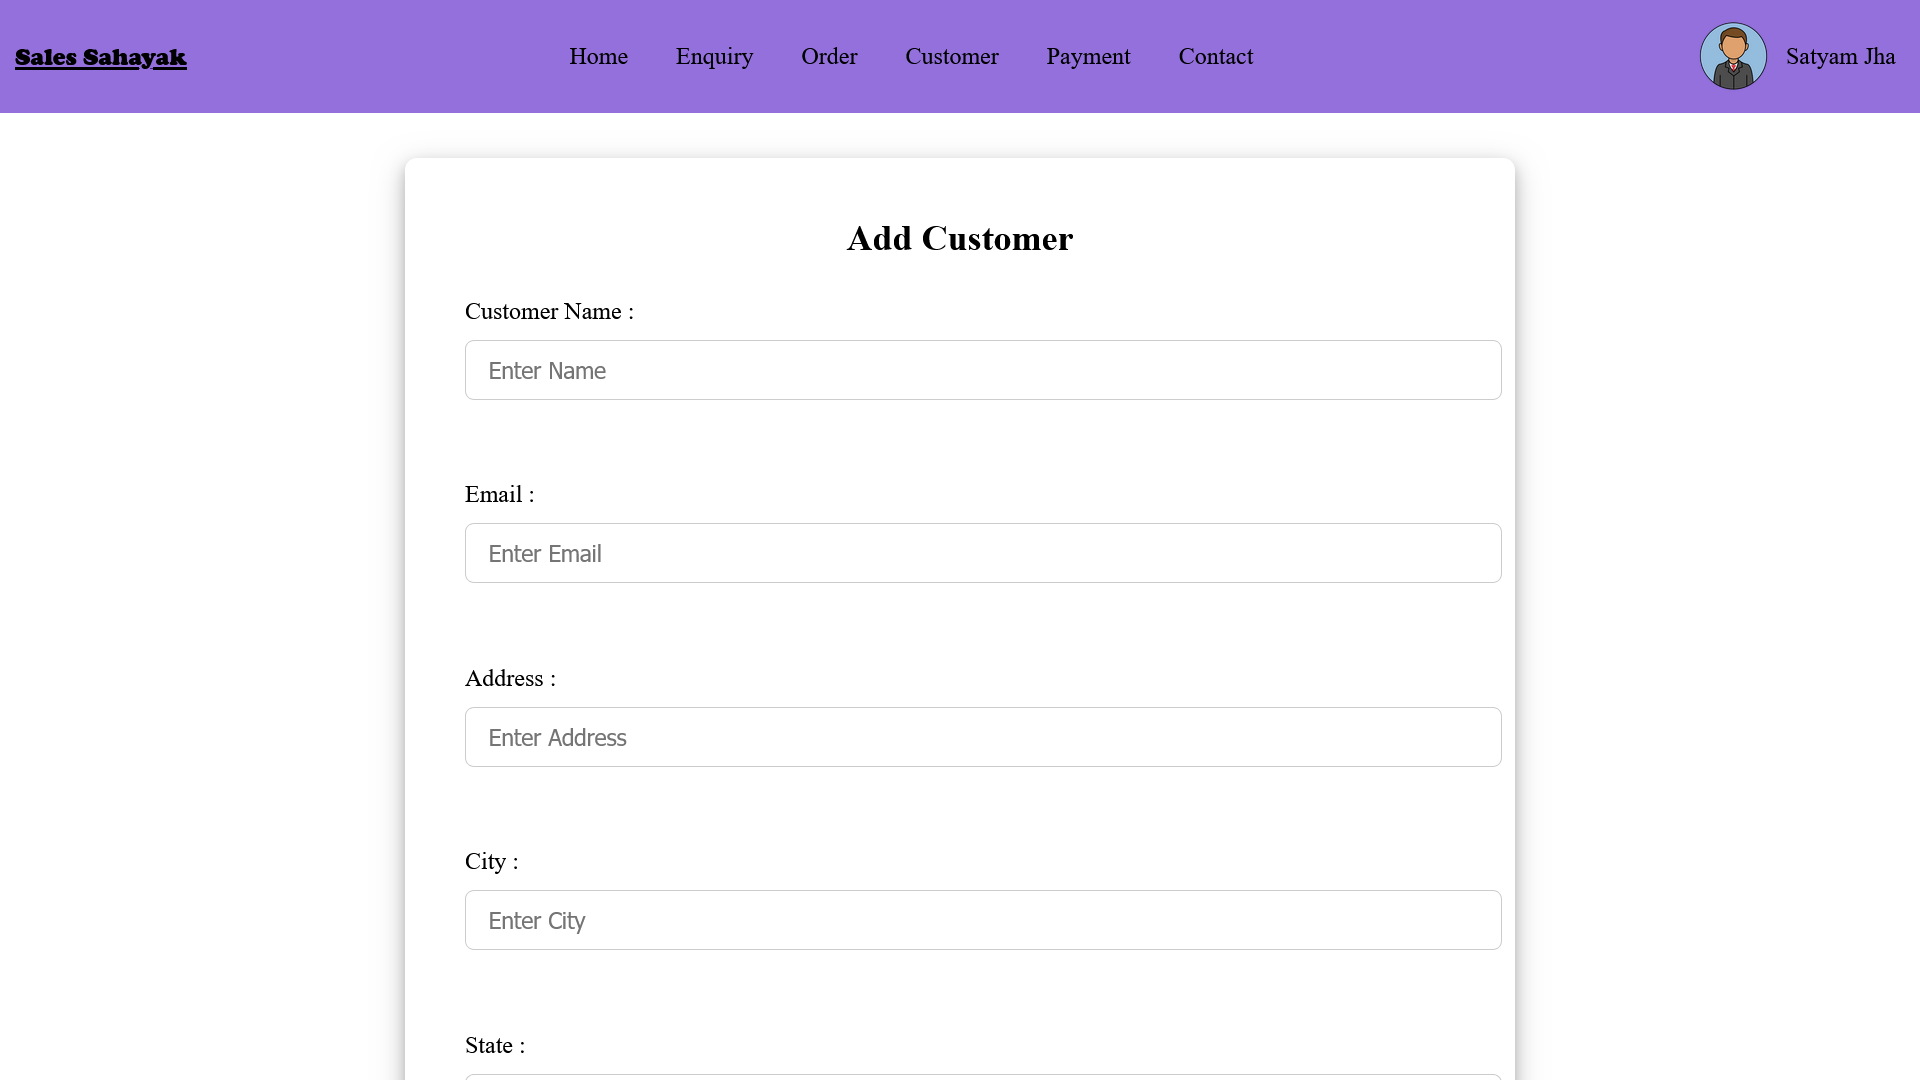 Sales Sahayak
Home Enquiry Order Customer Payment Contact
Satyam Jha
Add Customer
Customer Name :
Enter Name
Email :
Enter Email
Address :
Enter Address
City :
Enter City
State :